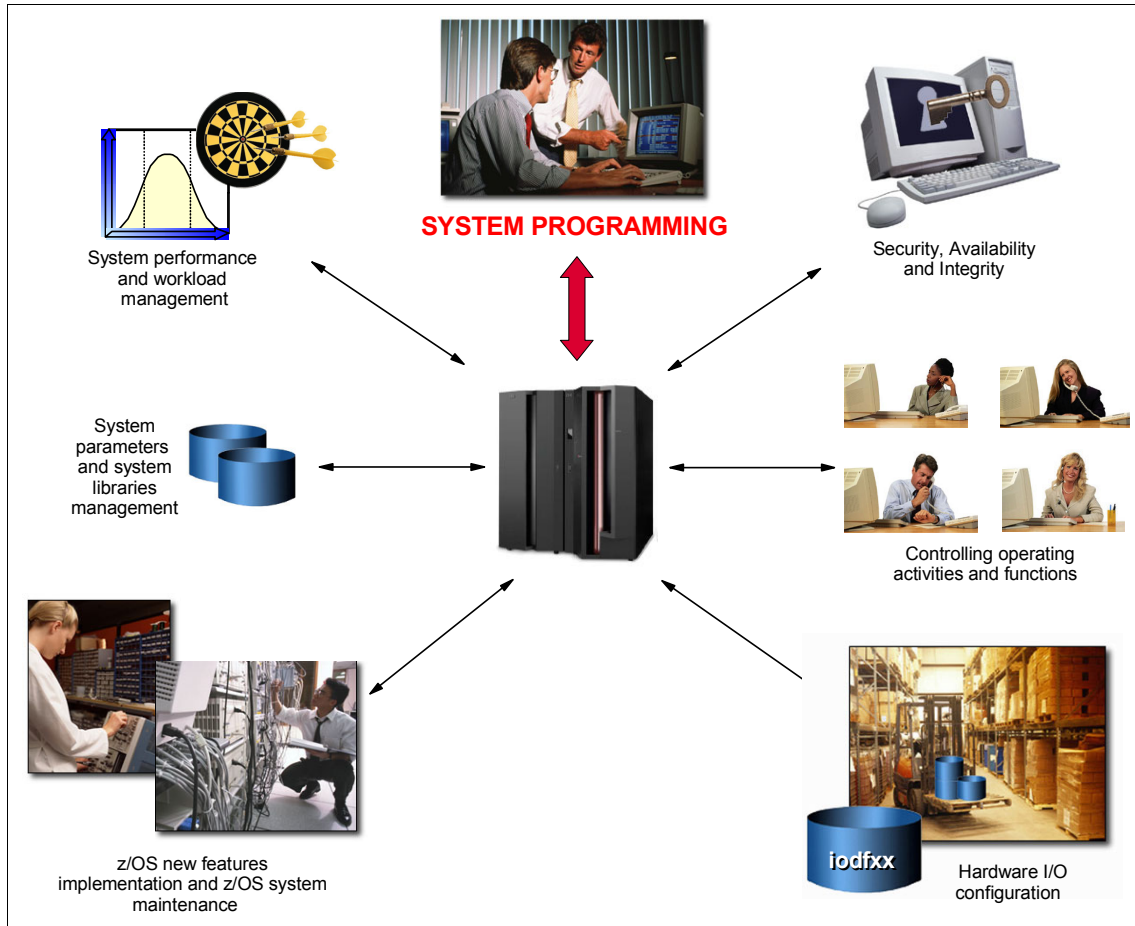 SYSTEM PROGRAMMING
System performance
and workload
management
Security, Availability
and Integrity
System
parameters
and system
libraries
management
Controlling operating
activities and functions
z/OS new features
implementation and z/OS system
maintenance
iodfxx
Hardware I/O
configuration